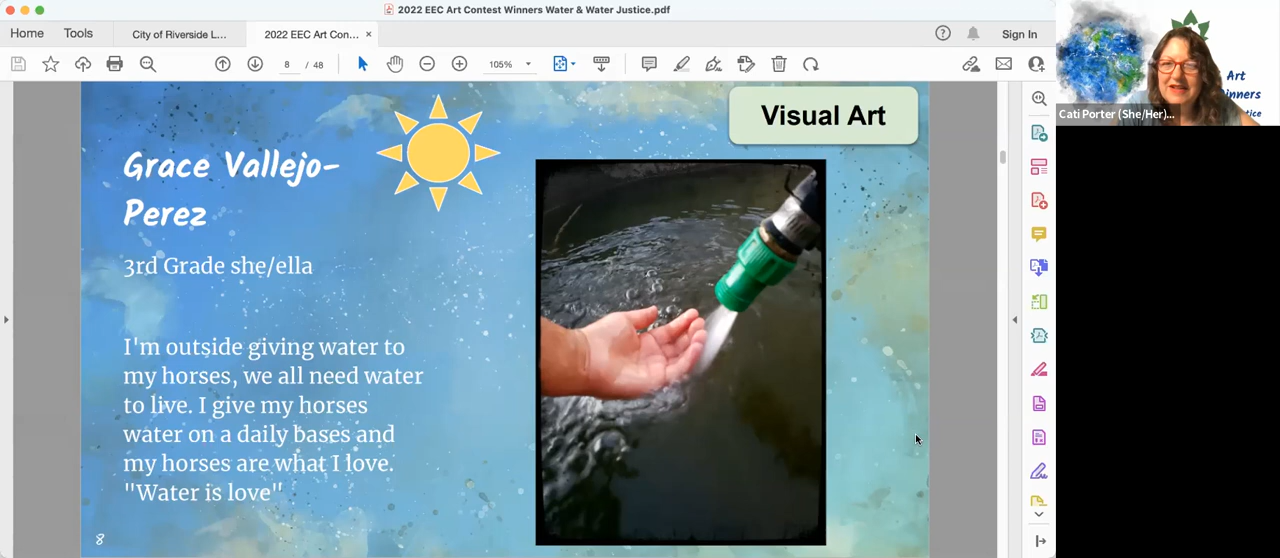 2022 EEC Art Contest Winners Water & Water Justice.pdf
Home
Tools
City of Riverside L...
2022 EEC Art Con...
Sign In
8 / 48
105%
Visual Art
Grace Vallejo-
Perez
3rd Grade she/ella
I'm outside giving water to
my horses, we all need water
to live. I give my horses
water on a daily bases and
my horses are what I love.
"Water is love"
8
Art
Cati Porter (She/Her)...